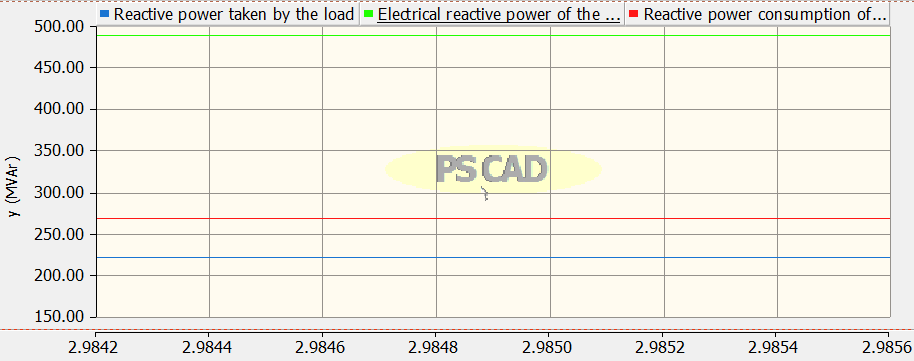 Reactive power taken by the load Electrical reactive power of the ... Reactive power consumption of...
500.00
450.00
400.00
350.00
300.00
250.00
200.00
150.00
y (MVAr)
PSCAD
2.9842 2.9844 2.9846 2.9848 2.9850 2.9852 2.9854 2.9856